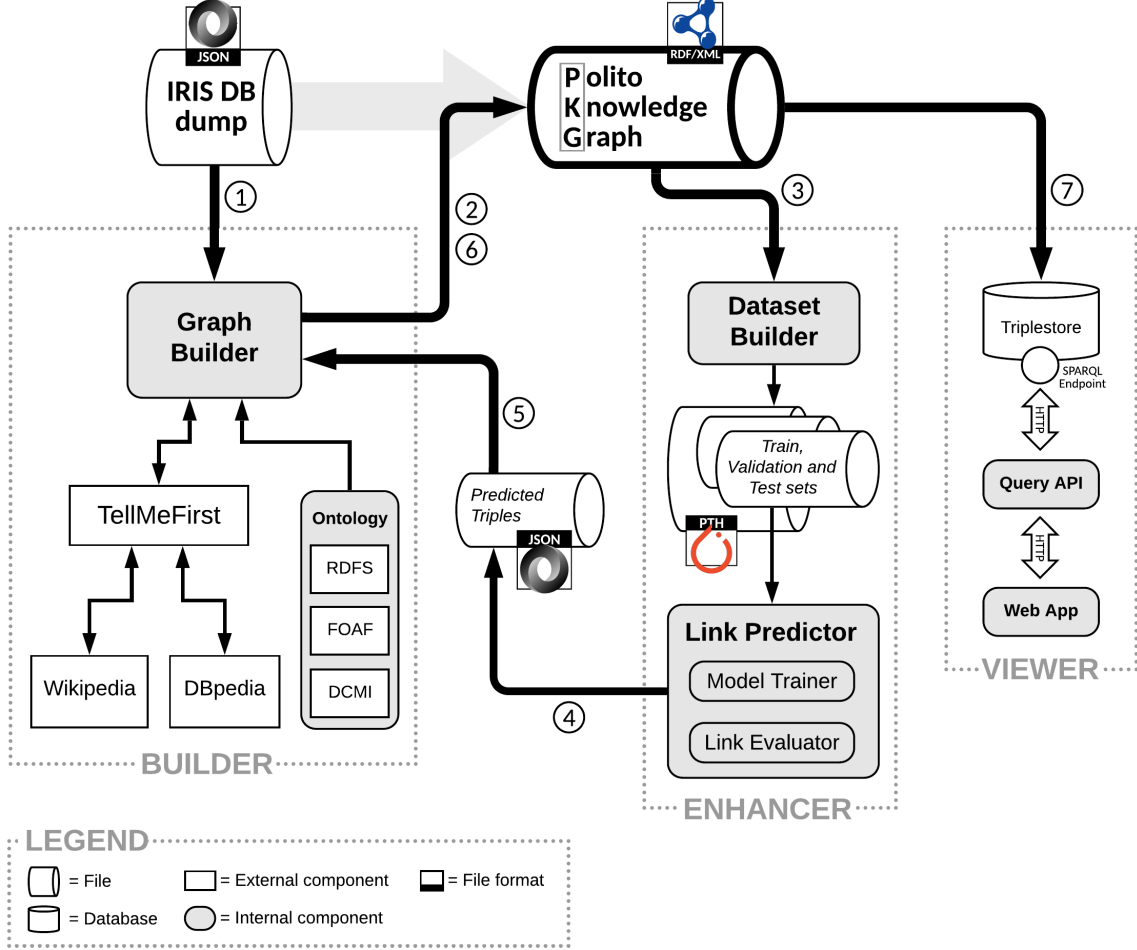 JSON
IRIS DB
dump
RDF/XML
Polito
Knowledge
Graph
1
2
6
3
7
Graph
Builder
Dataset
Builder
Triplestore
SPARQL
Endpoint
HTTP
5
Train,
Validation and
Test sets
PTH
Query API
HTTP
Web App
VIEWER
TellMeFirst
Ontology
RDFS
FOAF
DCMI
Predicted
Triples
JSON
Wikipedia
DBpedia
Link Predictor
Model Trainer
Link Evaluator
4
BUILDER
ENHANCER
LEGEND
= File
= External component
= File format
= Database
= Internal component